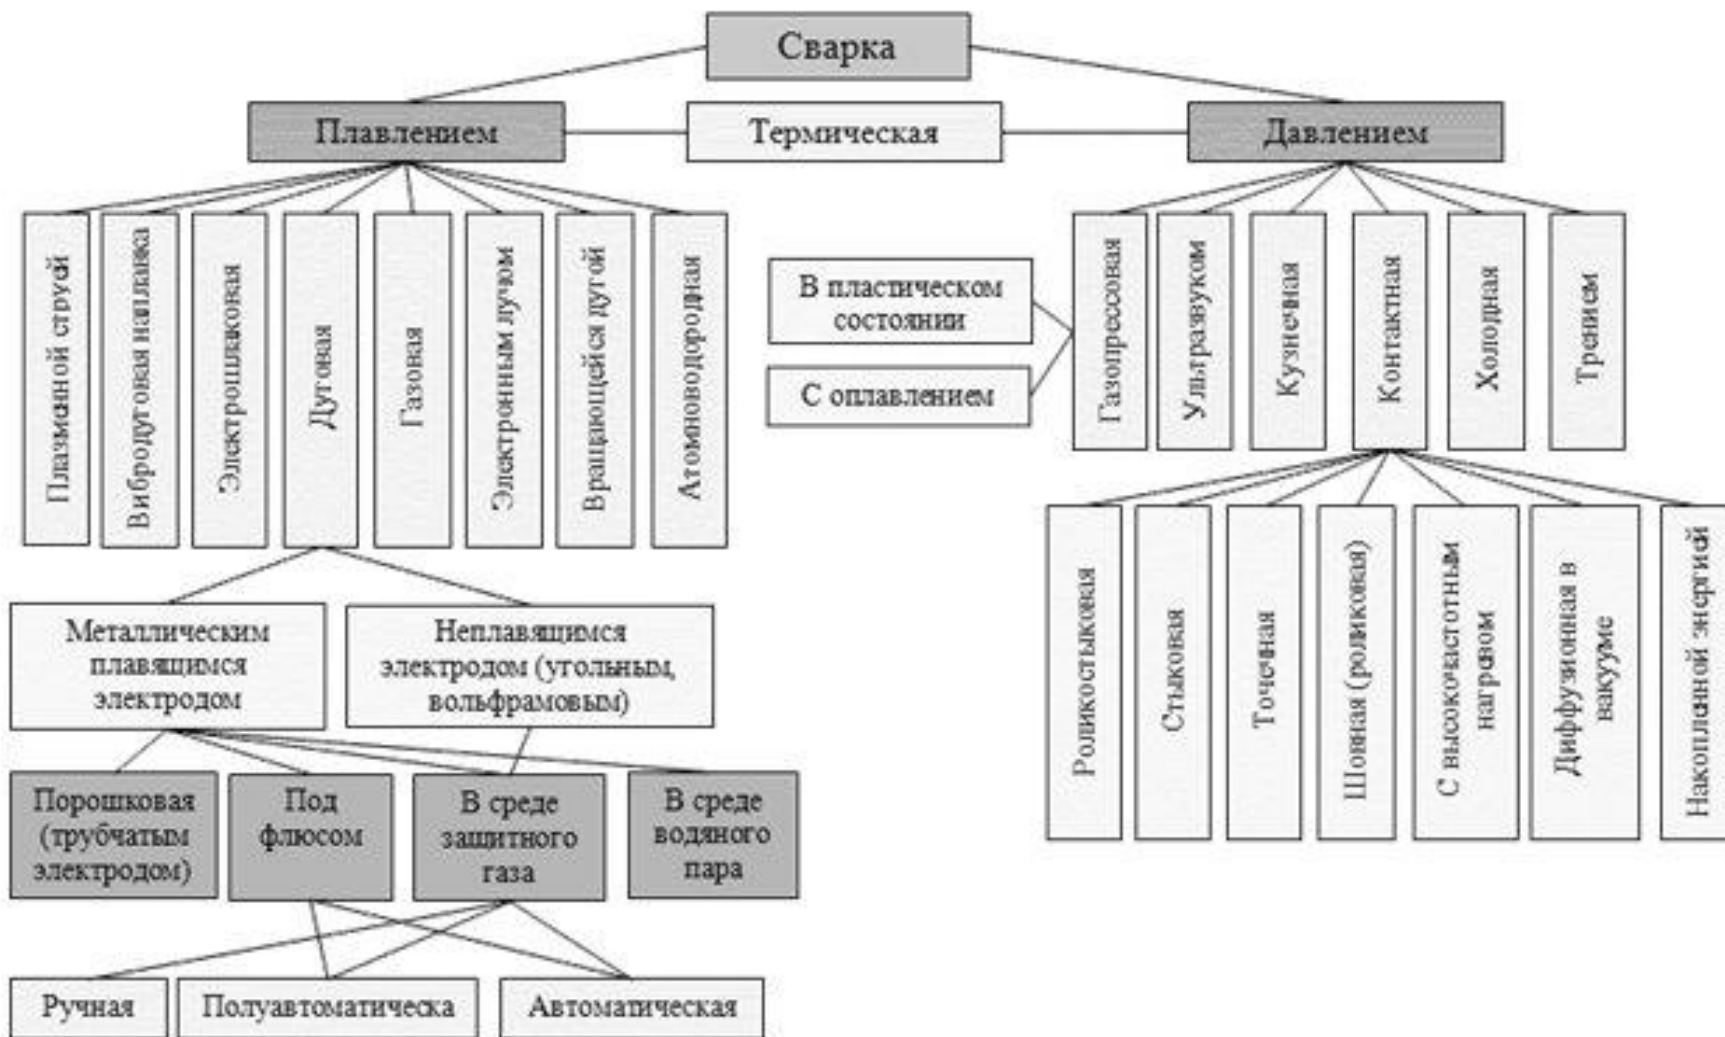 Сварка
Плавлением
Термическая
Давлением
Плазменной струей
Вибродуговая наплавка
Электрошлаковая
Дуговая
Газовая
Электронным лучом
Вращающейся дугой
Атомноводородная
В пластическом
состоянии
С оплавлением
Газопрессовая
Ультразвуком
Кузнечная
Контактная
Холодная
Трением
Металлическим
плавящимся
электродом
Неплавящимся
электродом (угольным,
вольфрамовым)
Роликостыковая
Стыковая
Точечная
Шовная (роликовая)
С высокочастотным
нагревом
Диффузионная в
вакууме
Накопленной энергией
Порошковая
(трубчатым
электродом)
Под
флюсом
В среде
защитного
газа
В среде
водяного
пара
Ручная
Полуавтоматическа
Автоматическая